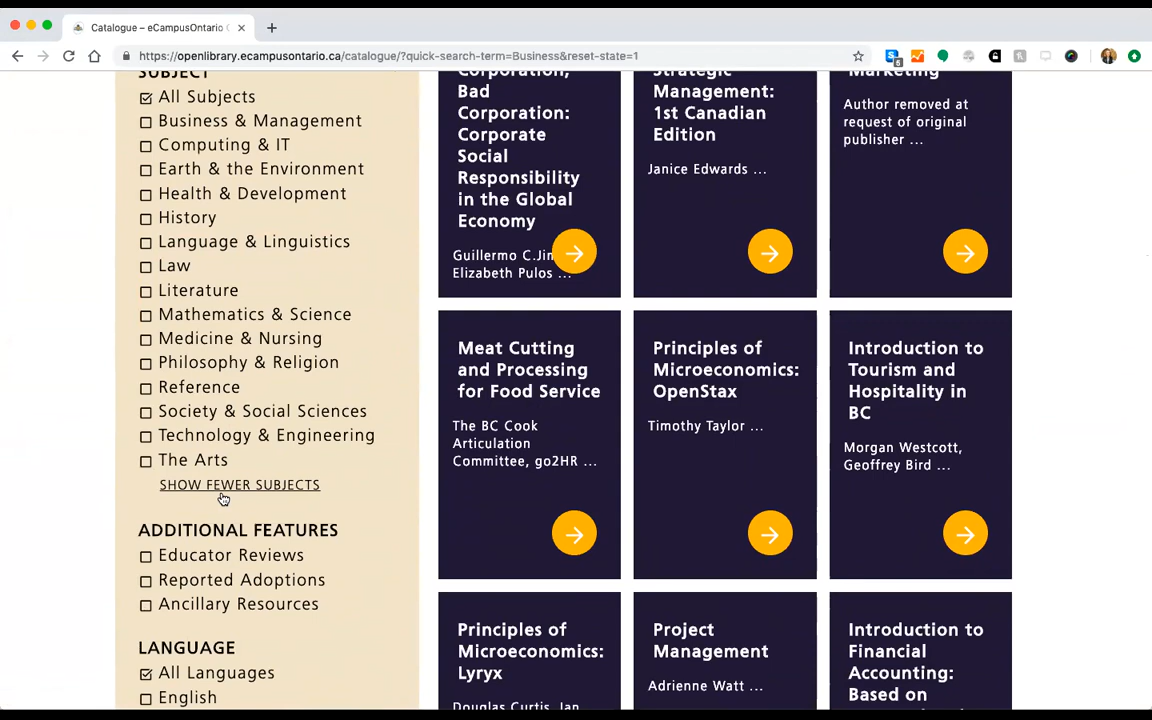 Catalogue – eCampusOntario
https://openlibrary.ecampusontario.ca/catalogue/?quick-search-term=Business&reset-state=1
5
SUBJECT
All Subjects
Business & Management
Computing & IT
Earth & the Environment
Health & Development
History
Language & Linguistics
Law
Literature
Mathematics & Science
Medicine & Nursing
Philosophy & Religion
Reference
Society & Social Sciences
Technology & Engineering
The Arts
SHOW FEWER SUBJECTS
ADDITIONAL FEATURES
Educator Reviews
Reported Adoptions
Ancillary Resources
LANGUAGE
All Languages
English
Corporation,
Bad
Corporation:
Corporate
Social
Responsibility
in the Global
Economy
Guillermo C.Jim
Elizabeth Pulos ...
Strategic
Management:
1st Canadian
Edition
Janice Edwards ...
Marketing
Author removed at
request of original
publisher ...
Meat Cutting
and Processing
for Food Service
The BC Cook
Articulation
Committee, go2HR ...
Principles of
Microeconomics:
OpenStax
Timothy Taylor ...
Introduction to
Tourism and
Hospitality in
BC
Morgan Westcott,
Geoffrey Bird ...
Principles of
Microeconomics:
Lyryx
Douglas Curtis, Ian
Project
Management
Adrienne Watt ...
Introduction to
Financial
Accounting:
Based on